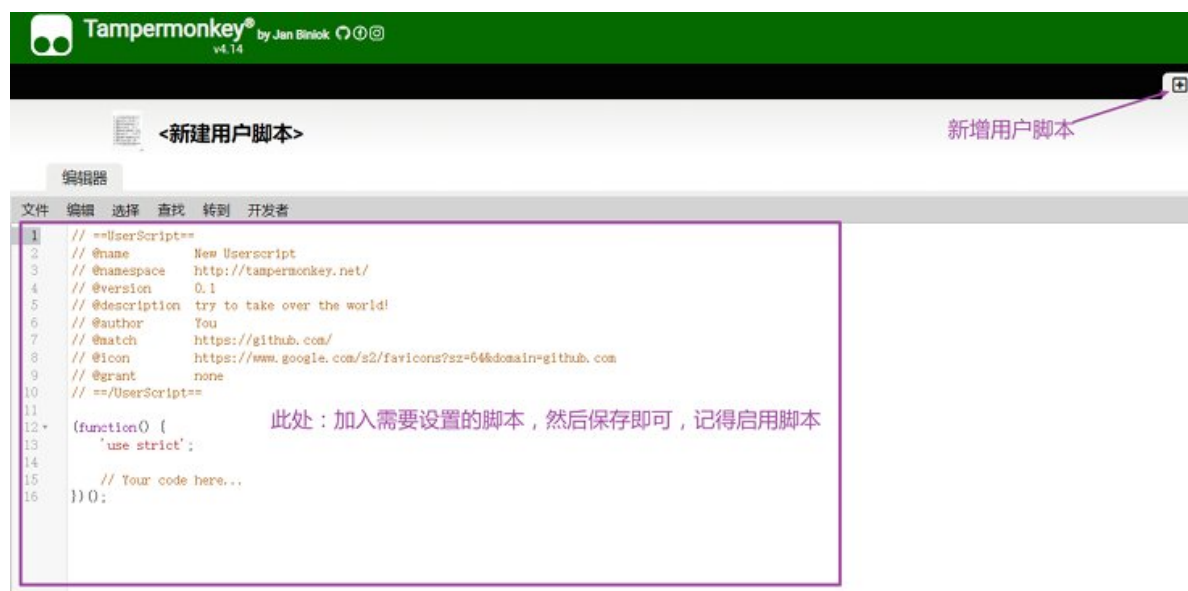 Tampermonkey® by Jan Biniok
v4.14
新增用户脚本
<新建用户脚本>
编辑器
文件 编辑 选择 查找 转到 开发者
1 // ==UserScript==
2 // @name New Userscript
3 // @namespace http://tampermonkey.net/
4 // @version 0.1
5 // @description try to take over the world!
6 // @author You
7 // @match https://github.com/
8 // @icon https://www.google.com/s2/favicons?sz=64&domain=github.com
9 // @grant none
10 // ==/UserScript==
11
此处：加入需要设置的脚本，然后保存即可，记得启用脚本
12 (function() {
13 'use strict';
14
15 // Your code here...
16 })();